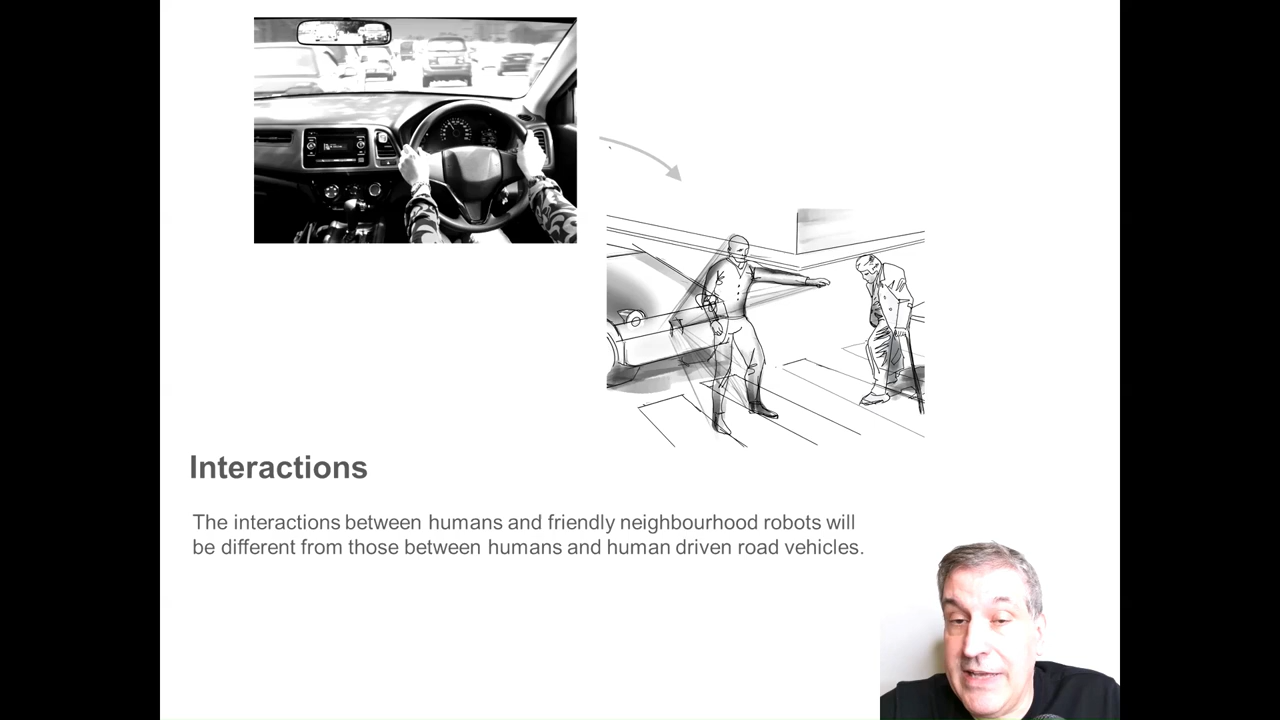 Interactions
The interactions between humans and friendly neighbourhood robots will
be different from those between humans and human driven road vehicles.